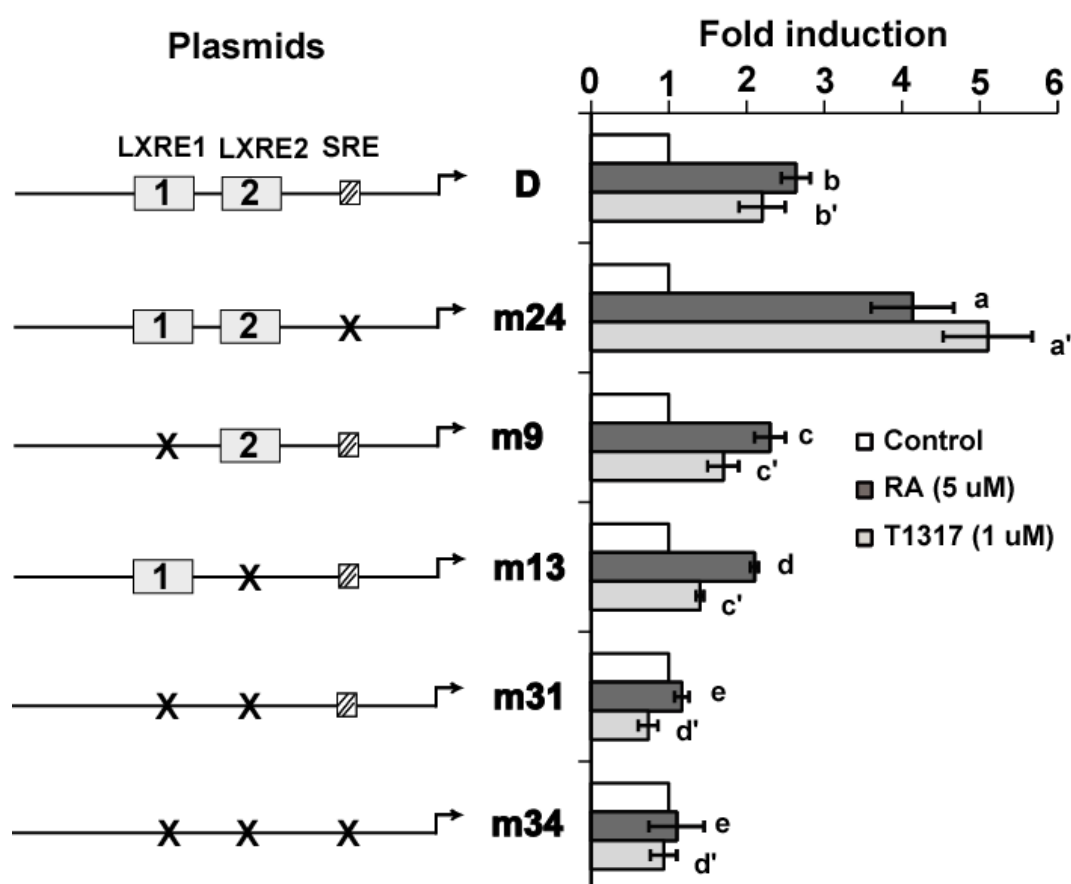 Plasmids
Fold induction
0 1 2 3 4 5 6
LXRE1 LXRE2 SRE
1 2 D b
b'
1 2 X m24 a
a'
X 2 m9 c
c'
Control
RA (5 uM)
T1317 (1 uM)
1 X m13 d
c'
X X m31 e
d'
X X X m34 e
d'